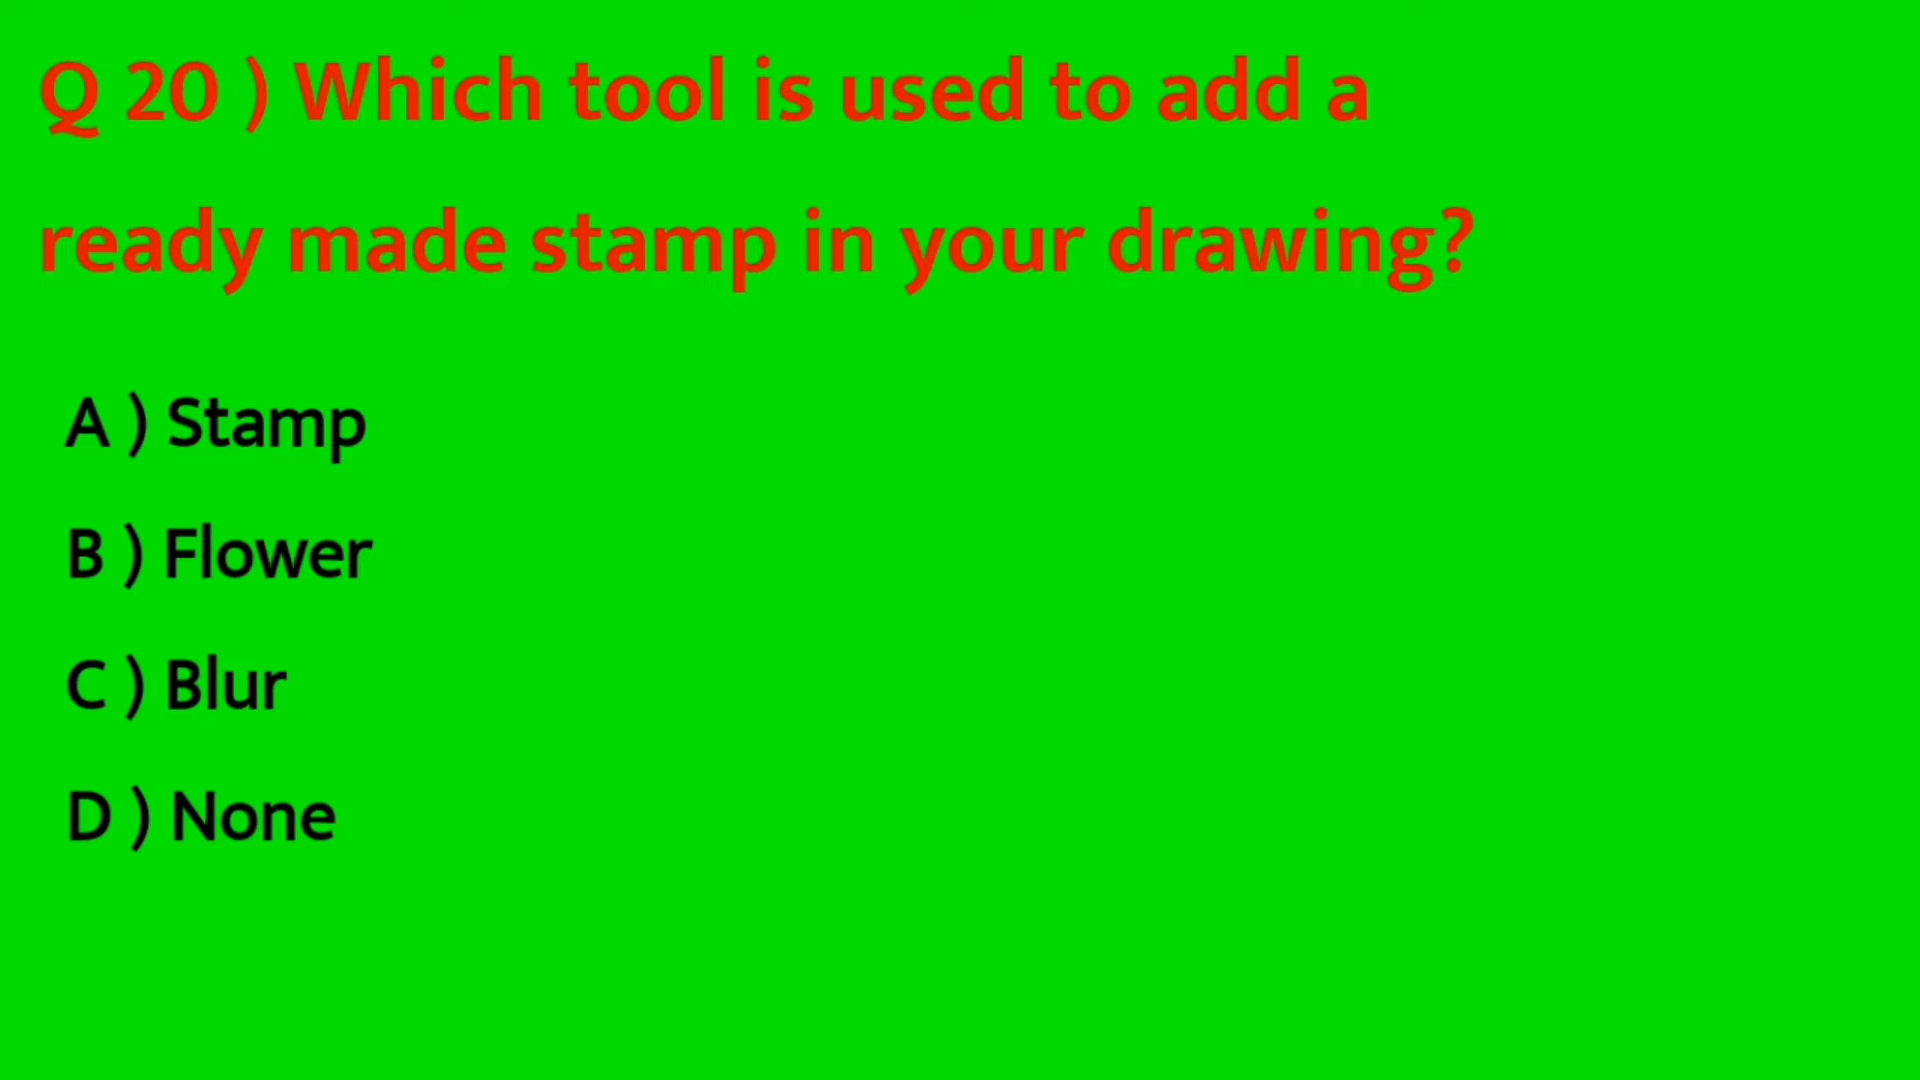 Q 20 ) Which tool is used to add a
ready made stamp in your drawing?
A ) Stamp
B ) Flower
C ) Blur
D ) None